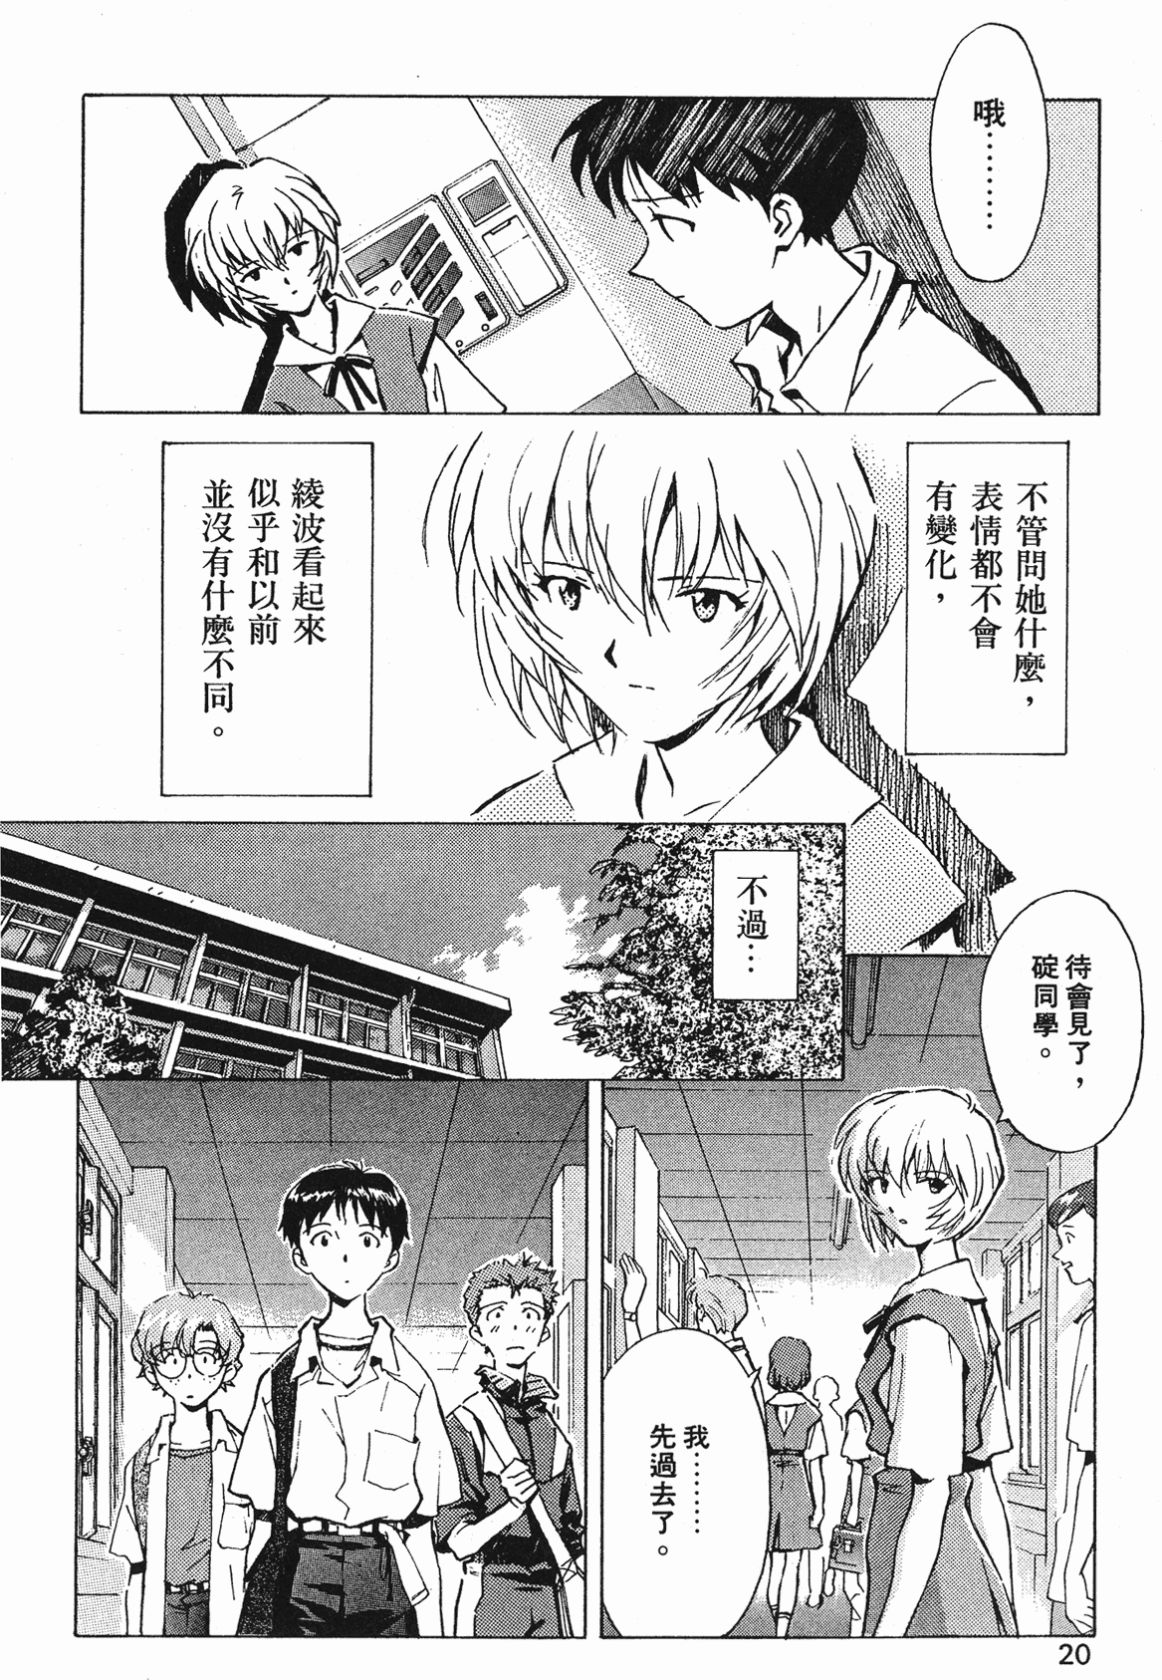 哦………
不管問她什麼，
表情都不會
有變化，
綾波看起來
似乎和以前
並沒有什麼不同。
不過…
待會見了，
碇同學。
我………
先過去了。
20